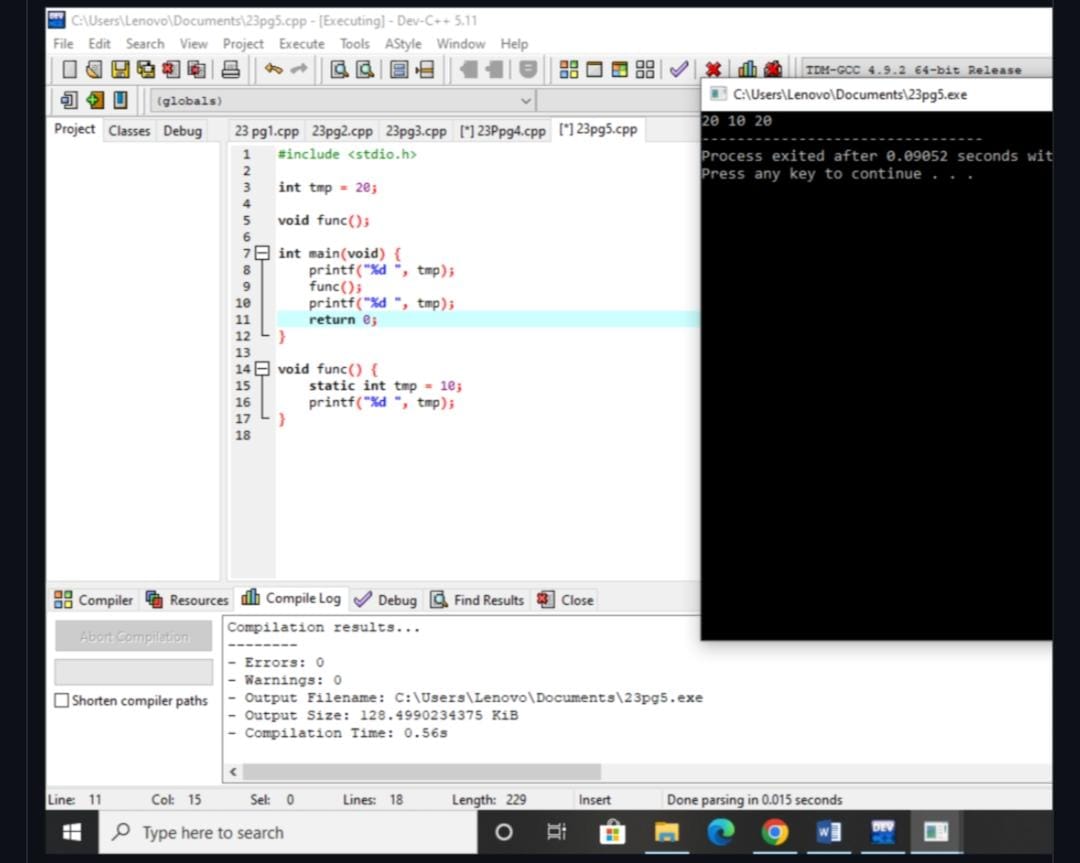 C:\Users\Lenovo\Documents\23pg5.cpp - [Executing] - Dev-C++ 5.11
File Edit Search View Project Execute Tools AStyle Window Help
TDM-GCC 4.9.2 64-bit Release
(globals)
Project Classes Debug
23 pg1.cpp 23pg2.cpp 23pg3.cpp [*] 23Ppg4.cpp [*] 23pg5.cpp
1 #include <stdio.h>
2
3 int tmp = 20;
4
5 void func();
6
7 int main(void) {
8 printf("%d ", tmp);
9 func();
10 printf("%d ", tmp);
11 return 0;
12 }
13
14 void func() {
15 static int tmp = 10;
16 printf("%d ", tmp);
17 }
18
C:\Users\Lenovo\Documents\23pg5.exe
20 10 20
--------------------------------
Process exited after 0.09052 seconds wit
Press any key to continue . . .
Compiler Resources Compile Log Debug Find Results Close
Abort Compilation
Shorten compiler paths
Compilation results...
--------
- Errors: 0
- Warnings: 0
- Output Filename: C:\Users\Lenovo\Documents\23pg5.exe
- Output Size: 128.4990234375 KiB
- Compilation Time: 0.56s
Line: 11 Col: 15 Sel: 0 Lines: 18 Length: 229 Insert Done parsing in 0.015 seconds
Type here to search
DEV